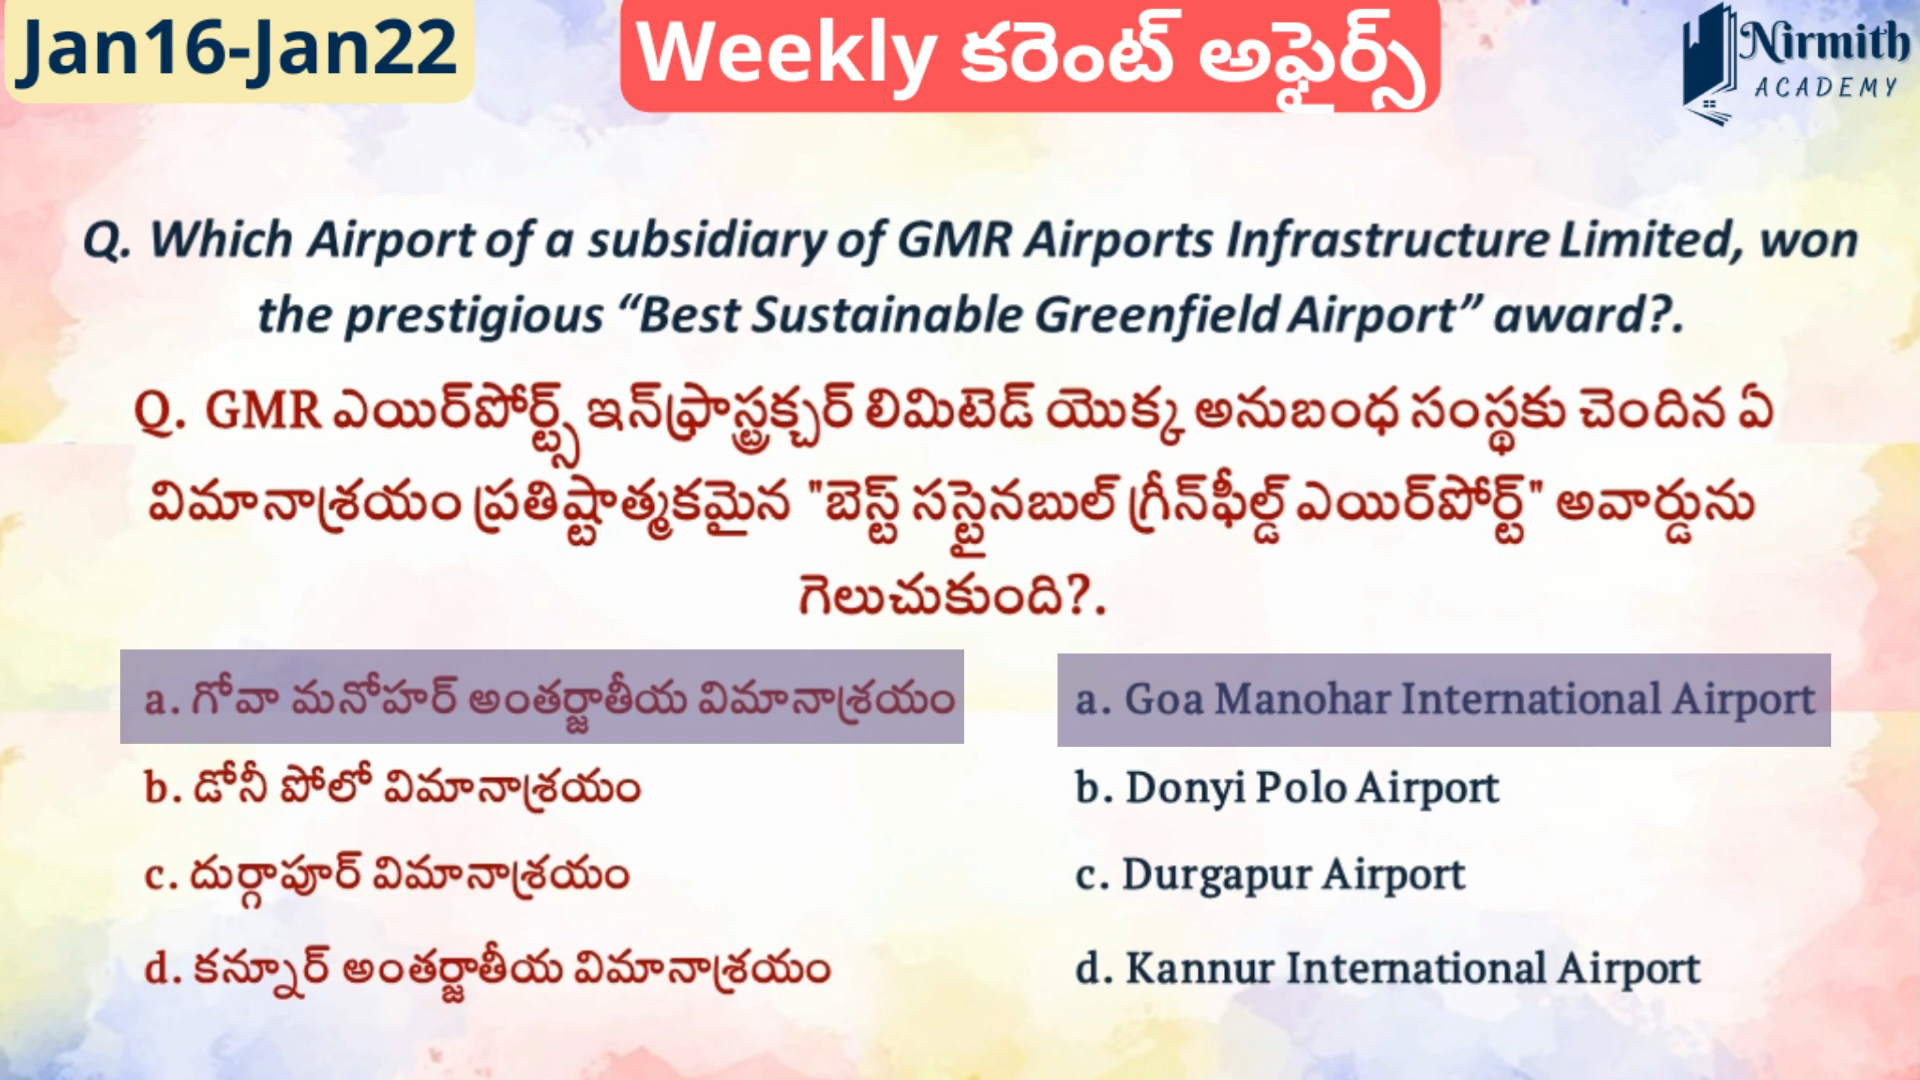 Jan16-Jan22
Weekly కరెంట్ అఫైర్స్
Nirmith
ACADEMY
Q. Which Airport of a subsidiary of GMR Airports Infrastructure Limited, won
the prestigious “Best Sustainable Greenfield Airport” award?.
Q. GMR ఎయిర్‌పోర్ట్స్ ఇన్‌ఫ్రాస్ట్రక్చర్ లిమిటెడ్ యొక్క అనుబంధ సంస్థకు చెందిన ఏ
విమానాశ్రయం ప్రతిష్టాత్మకమైన "బెస్ట్ సస్టైనబుల్ గ్రీన్‌ఫీల్డ్ ఎయిర్‌పోర్ట్" అవార్డును
గెలుచుకుంది?.
a. గోవా మనోహర్ అంతర్జాతీయ విమానాశ్రయం
b. డోనీ పోలో విమానాశ్రయం
c. దుర్గాపూర్ విమానాశ్రయం
d. కన్నూర్ అంతర్జాతీయ విమానాశ్రయం
a. Goa Manohar International Airport
b. Donyi Polo Airport
c. Durgapur Airport
d. Kannur International Airport